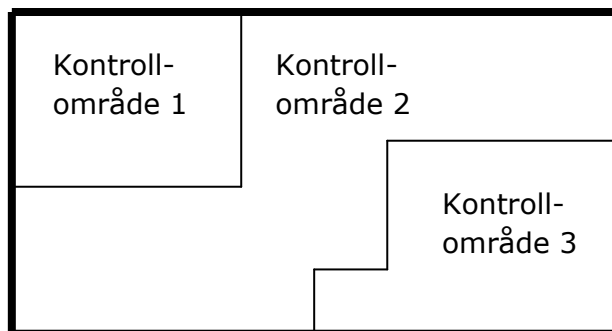 Kontroll-
område 1
Kontroll-
område 2
Kontroll-
område 3